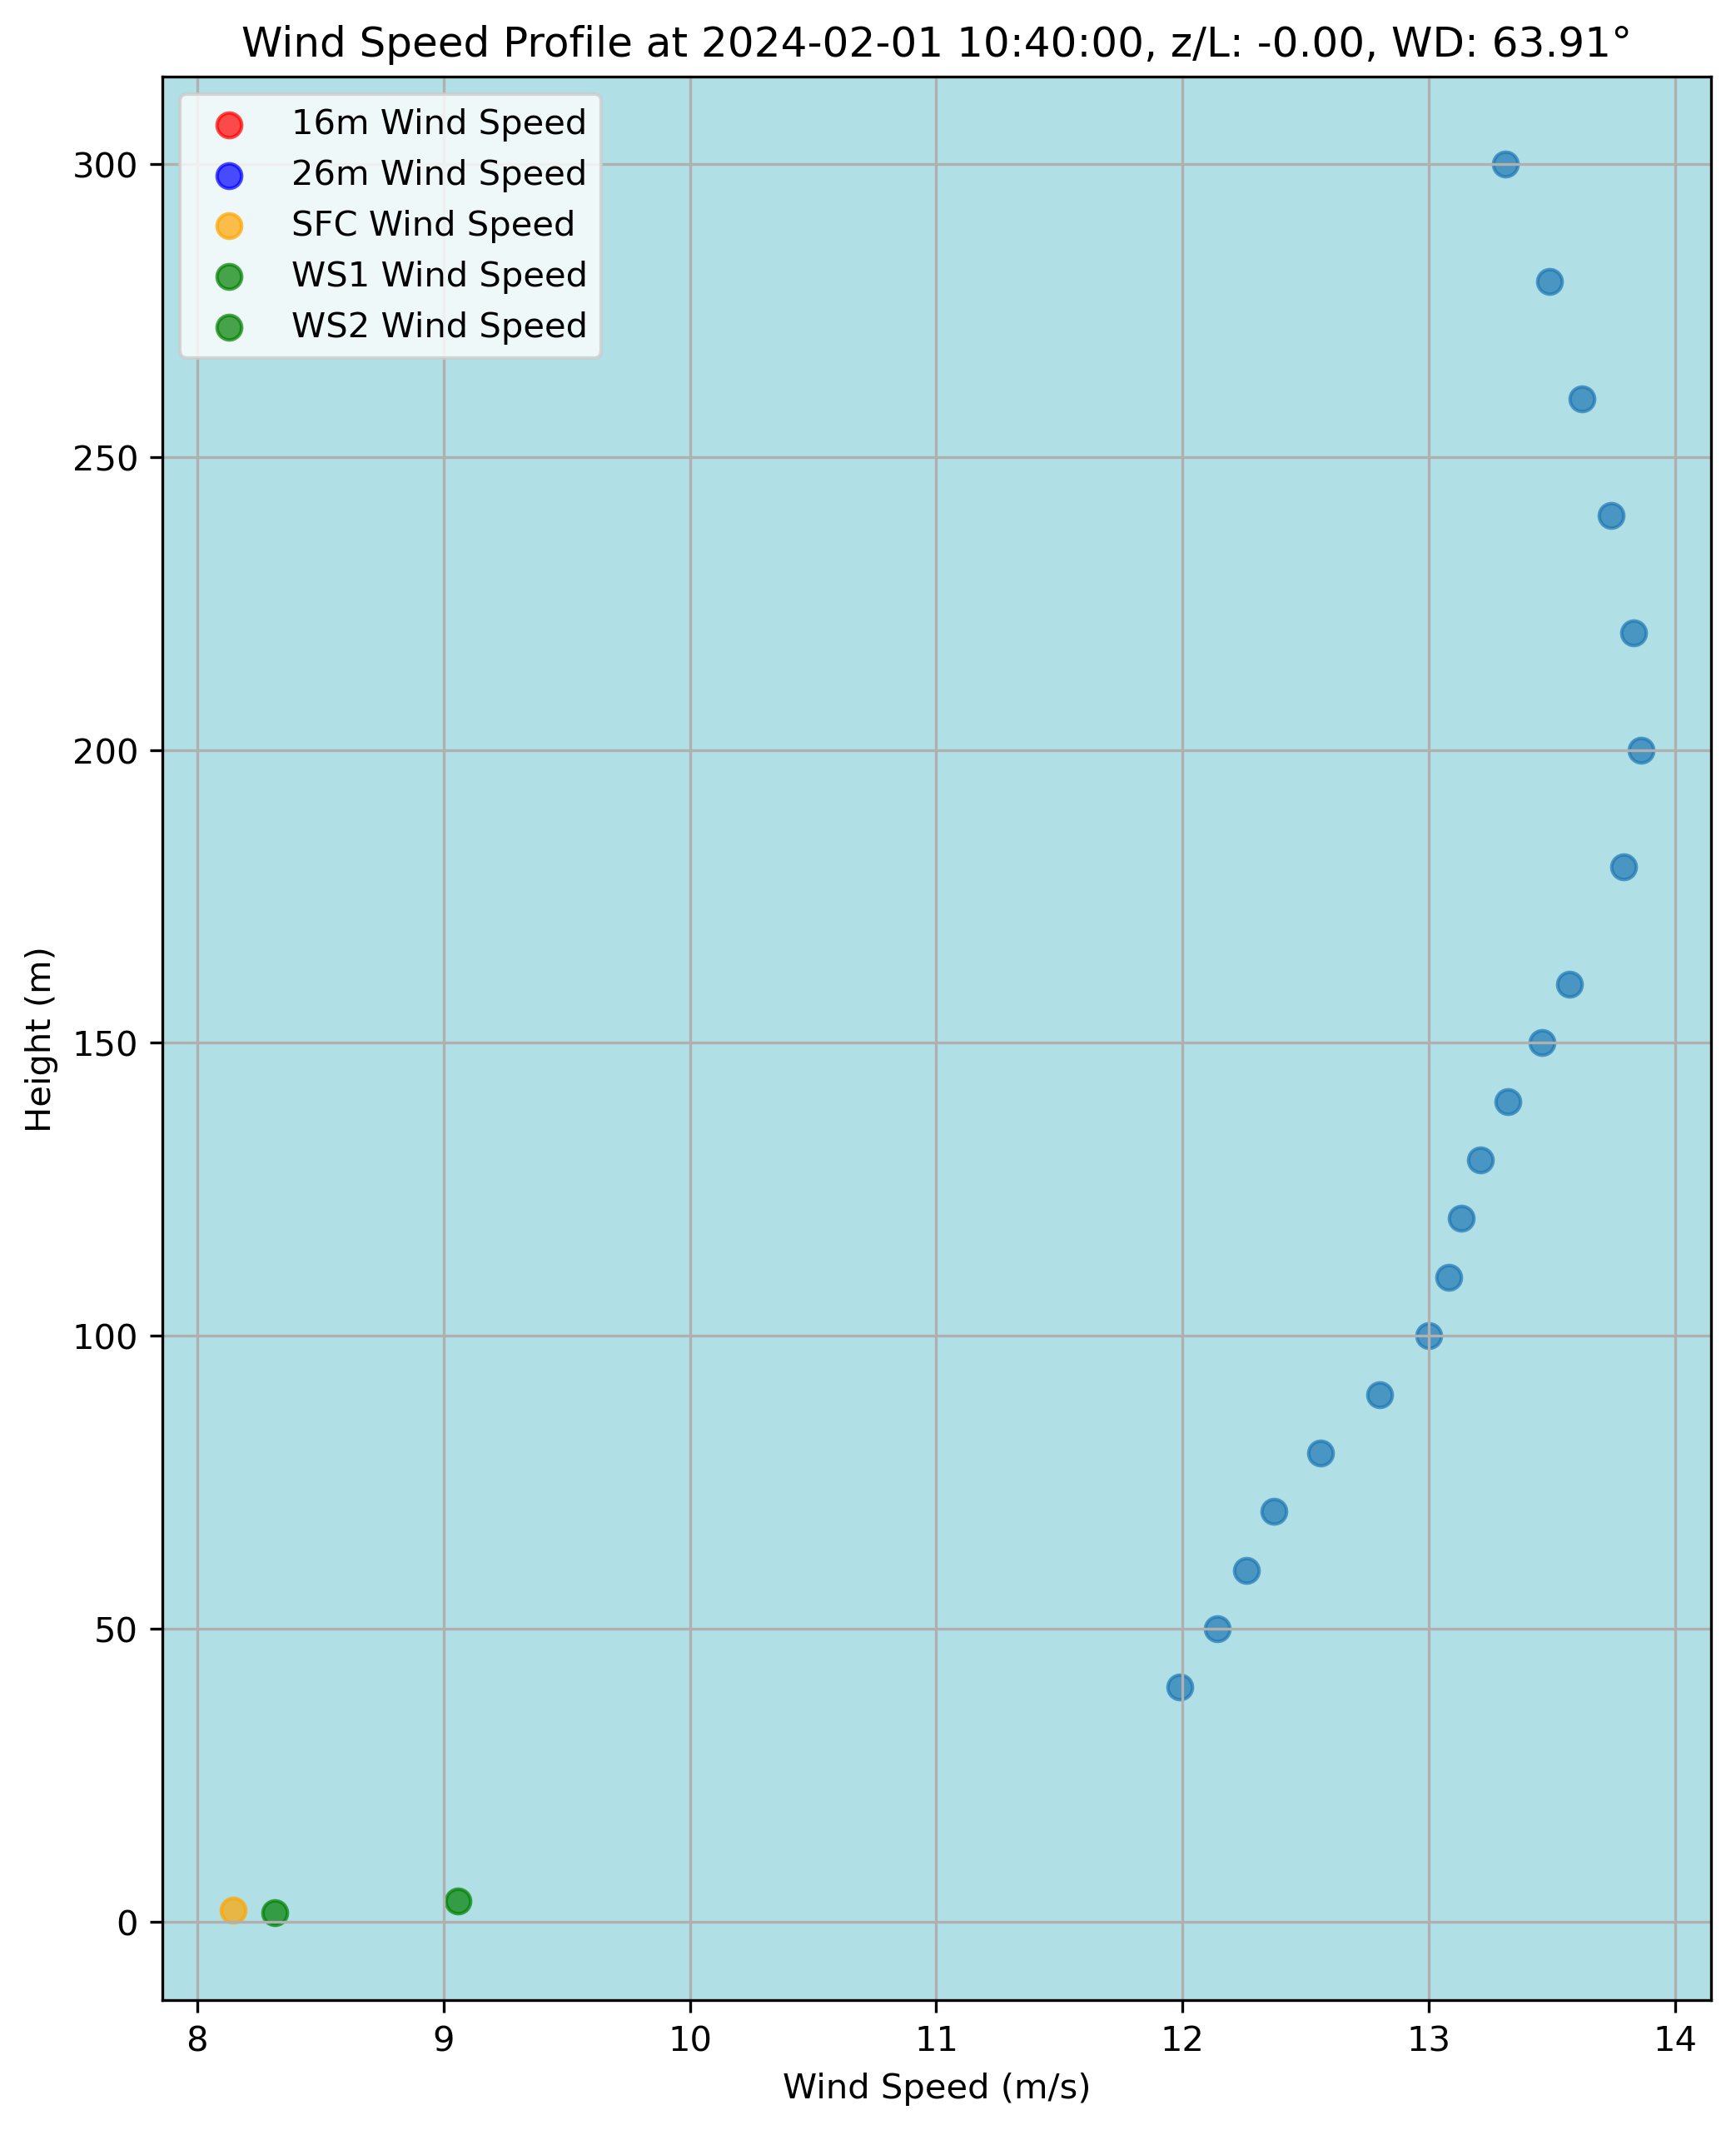 Wind Speed Profile at 2024-02-01 10:40:00, z/L: -0.00, WD: 63.91°
16m Wind Speed
26m Wind Speed
SFC Wind Speed
WS1 Wind Speed
WS2 Wind Speed
300
250
200
150
100
50
0
Height (m)
8 9 10 11 12 13 14
Wind Speed (m/s)